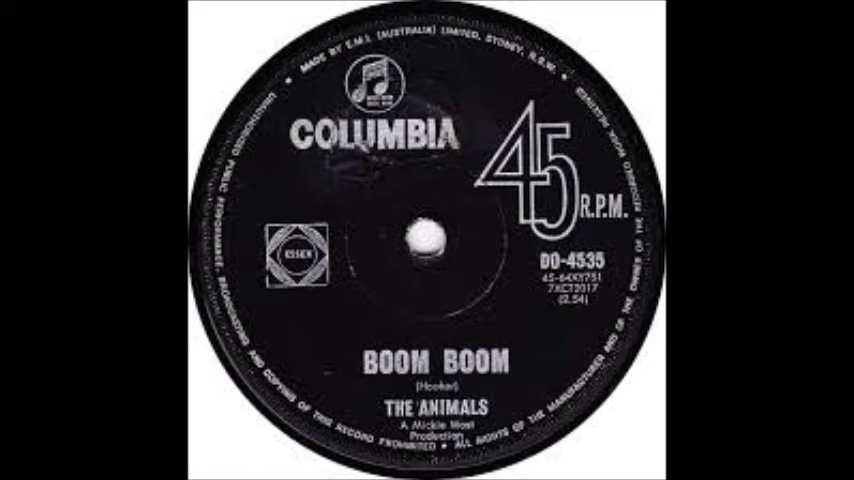 MADE BY E.M.I. (AUSTRALIA) LIMITED, SYDNEY, N.S.W.
COLUMBIA
45
R.P.M.
ESSEX
DO-4535
45-64XY751
7XCT2017
(2.54)
BOOM BOOM
(Hooker)
THE ANIMALS
A Mickie Most
Production
UNAUTHORISED PUBLIC PERFORMANCE, BROADCASTING AND COPYING OF THIS RECORD PROHIBITED • ALL RIGHTS OF THE MANUFACTURER AND OF THE OWNER OF THE RECORDED WORK RESERVED